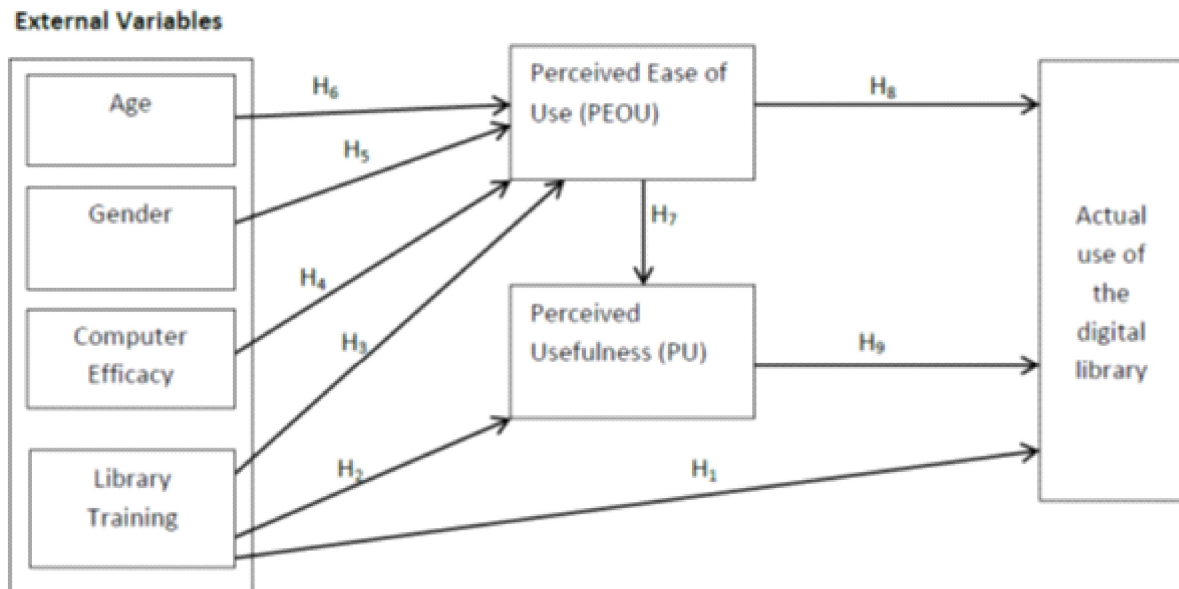 External Variables
Age
Gender
Computer
Efficacy
Library
Training
H₆
H₅
H₄
H₃
H₂
H₁
Perceived Ease of
Use (PEOU)
H₇
Perceived
Usefulness (PU)
H₈
H₉
Actual
use of
the
digital
library